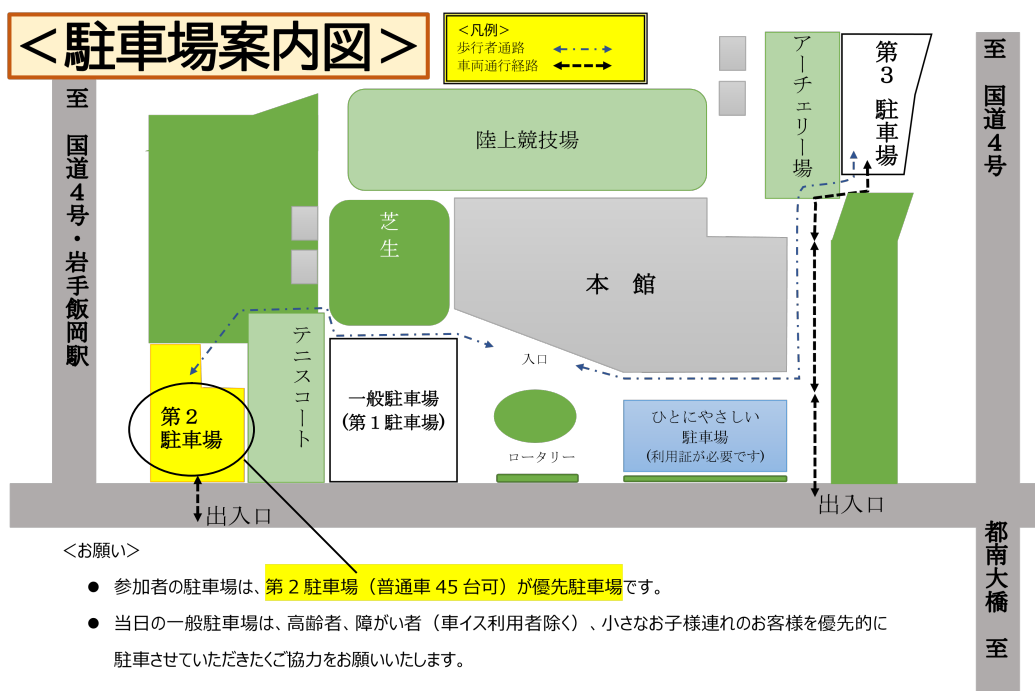 ＜駐車場案内図＞
＜凡例＞
歩行者通路
車両通行経路
至　国道４号・岩手飯岡駅
陸上競技場
アーチェリー場
第３駐車場
至　国道４号
芝生
本　館
テニスコート
入口
第２
駐車場
一般駐車場
(第１駐車場)
ロータリー
ひとにやさしい
駐車場
(利用証が必要です)
出入口
出入口
都南大橋　至
＜お願い＞
● 参加者の駐車場は、第２駐車場（普通車 45 台可）が優先駐車場です。
● 当日の一般駐車場は、高齢者、障がい者（車イス利用者除く）、小さなお子様連れのお客様を優先的に
駐車させていただきたくご協力をお願いいたします。